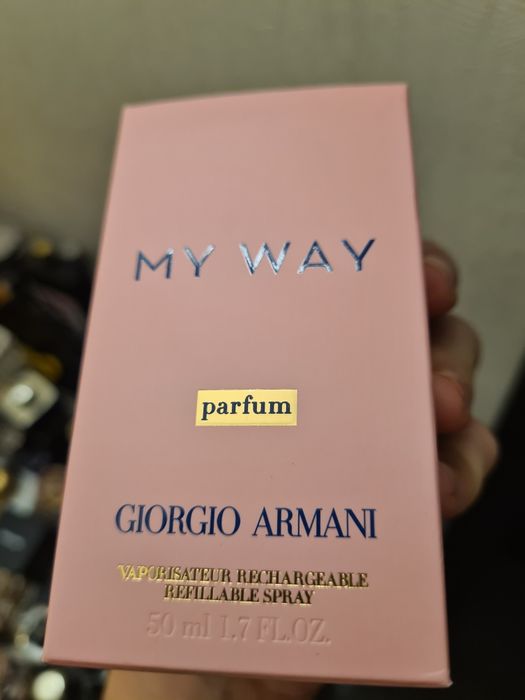 MY WAY
parfum
GIORGIO ARMANI
VAPORISATEUR RECHARGEABLE
REFILLABLE SPRAY
50 ml 1.7 FL.OZ.